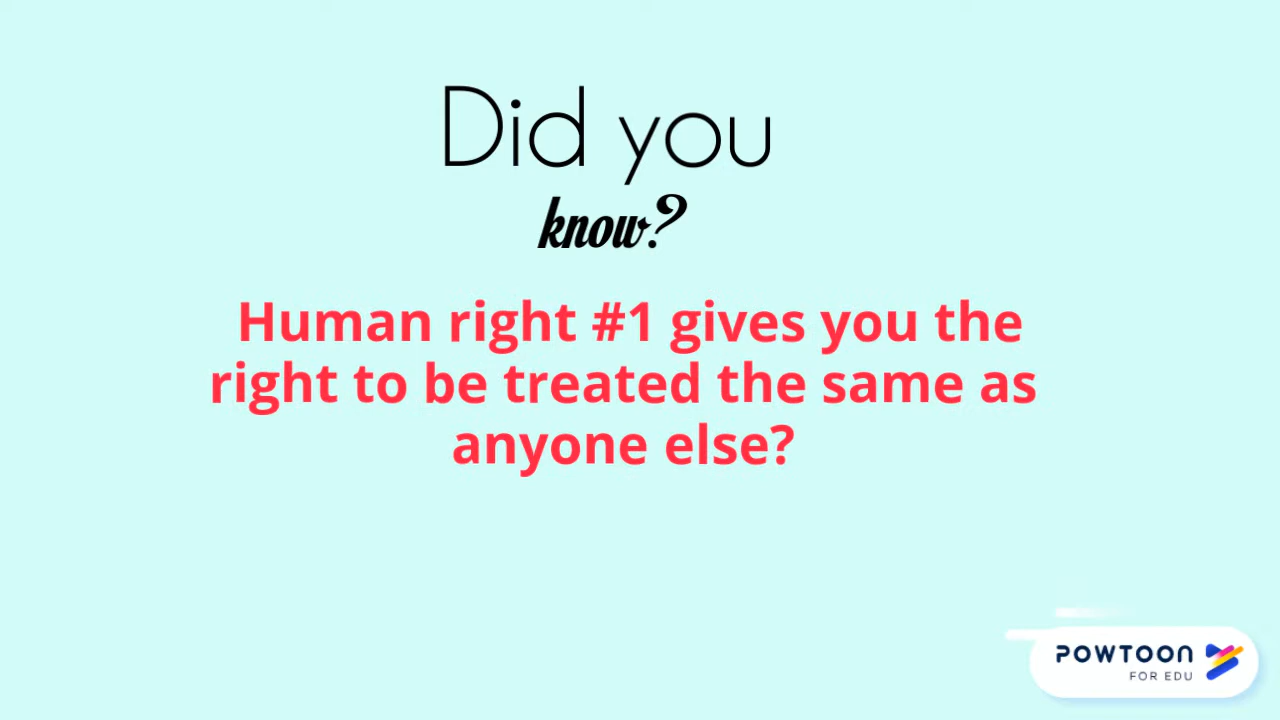 Did you
know?
Human right #1 gives you the
right to be treated the same as
anyone else?
POWTOON
FOR EDU